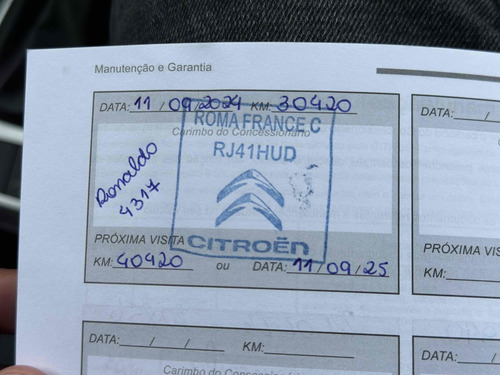 Manutenção e Garantia
DATA: 11 / 09 / 2024 KM: 30420
Carimbo do Concessionário
ROMA FRANCE C
RJ41HUD
Ronaldo
4317
CITROËN
PRÓXIMA VISITA
KM: 40420 ou DATA: 11 / 09 / 25
DATA:
PRÓXIMA VIS
KM:
DATA: / / KM:
Carimbo do Concessionário
DATA: